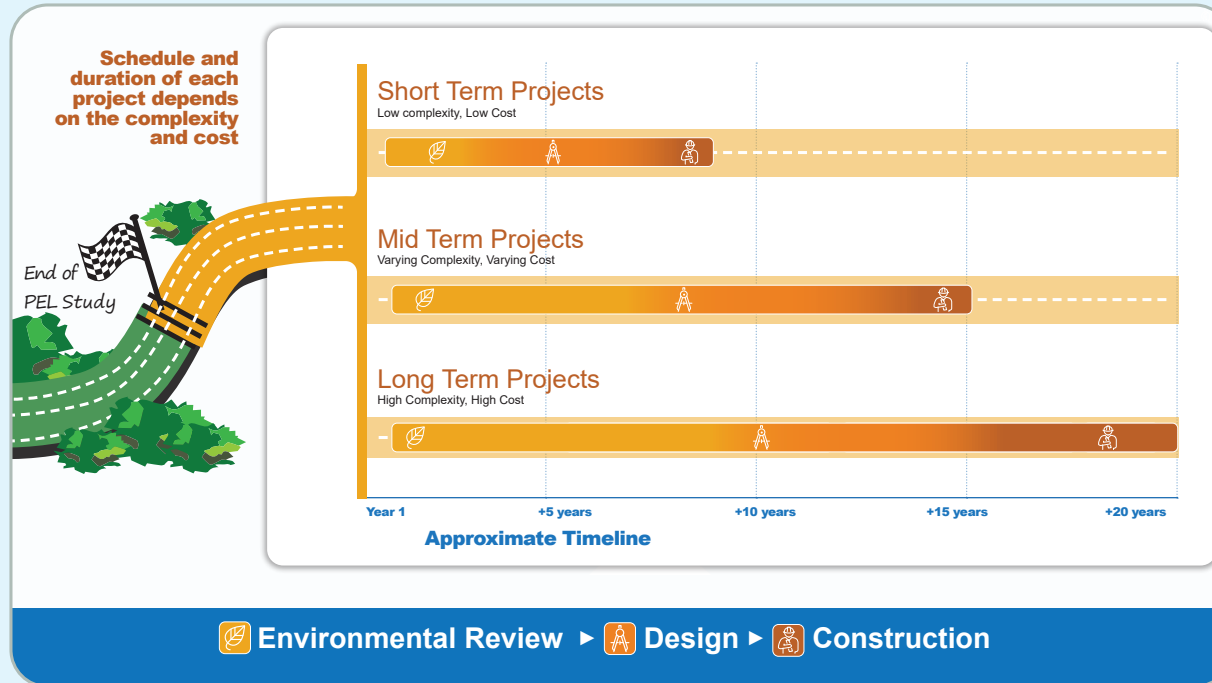 Schedule and
duration of each
project depends
on the complexity
and cost
End of
PEL Study
Short Term Projects
Low complexity, Low Cost
Mid Term Projects
Varying Complexity, Varying Cost
Long Term Projects
High Complexity, High Cost
Year 1 +5 years +10 years +15 years +20 years
Approximate Timeline
Environmental Review ► Design ► Construction